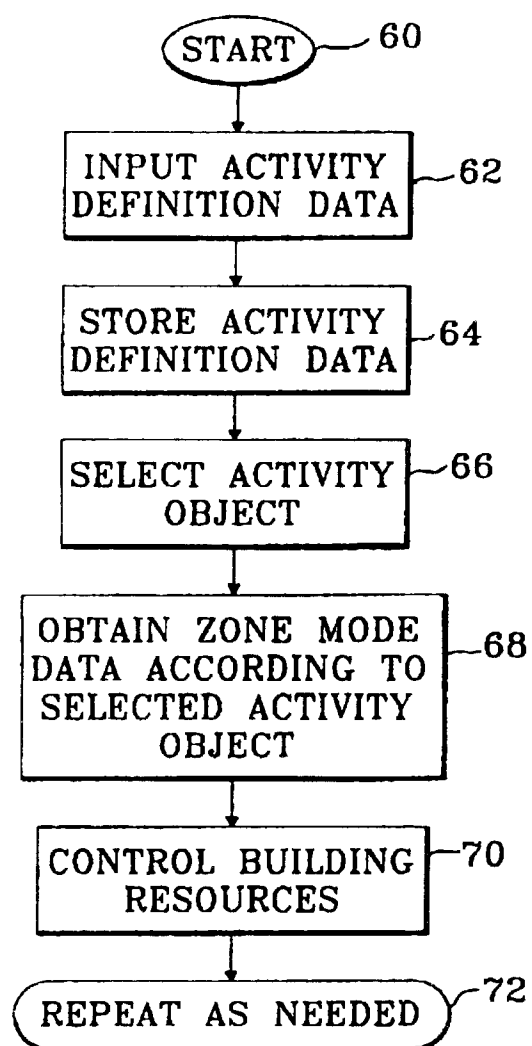 START
60
INPUT ACTIVITY
DEFINITION DATA
62
STORE ACTIVITY
DEFINITION DATA
64
SELECT ACTIVITY
OBJECT
66
OBTAIN ZONE MODE
DATA ACCORDING TO
SELECTED ACTIVITY
OBJECT
68
CONTROL BUILDING
RESOURCES
70
REPEAT AS NEEDED
72